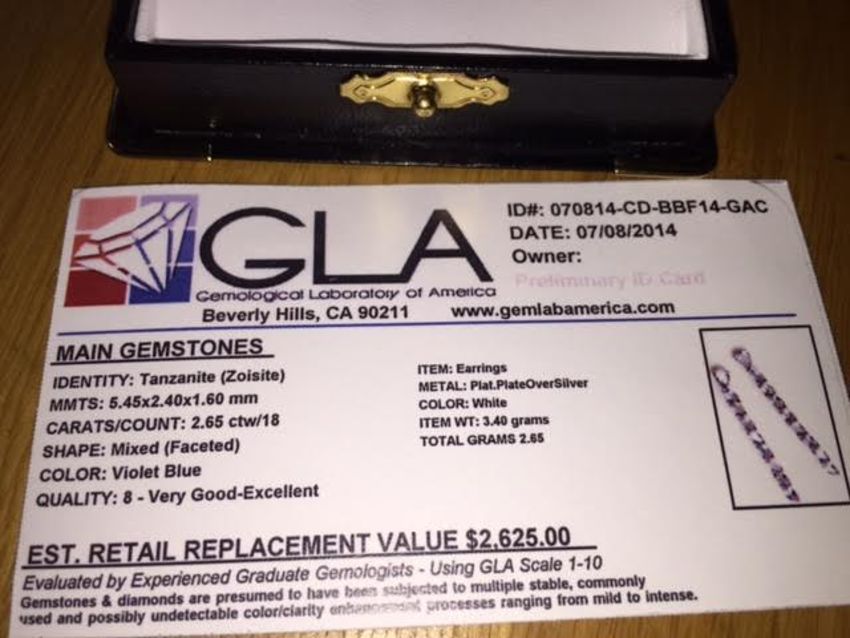 GLA
Gemological Laboratory of America
Beverly Hills, CA 90211 www.gemlabamerica.com
ID#: 070814-CD-BBF14-GAC
DATE: 07/08/2014
Owner:
Preliminary ID Card
MAIN GEMSTONES
IDENTITY: Tanzanite (Zoisite)
MMTS: 5.45x2.40x1.60 mm
CARATS/COUNT: 2.65 ctw/18
SHAPE: Mixed (Faceted)
COLOR: Violet Blue
QUALITY: 8 - Very Good-Excellent
ITEM: Earrings
METAL: Plat.PlateOverSilver
COLOR: White
ITEM WT: 3.40 grams
TOTAL GRAMS 2.65
EST. RETAIL REPLACEMENT VALUE $2,625.00
Evaluated by Experienced Graduate Gemologists - Using GLA Scale 1-10
Gemstones & diamonds are presumed to have been subjected to multiple stable, commonly
used and possibly undetectable color/clarity enhancement processes ranging from mild to intense.